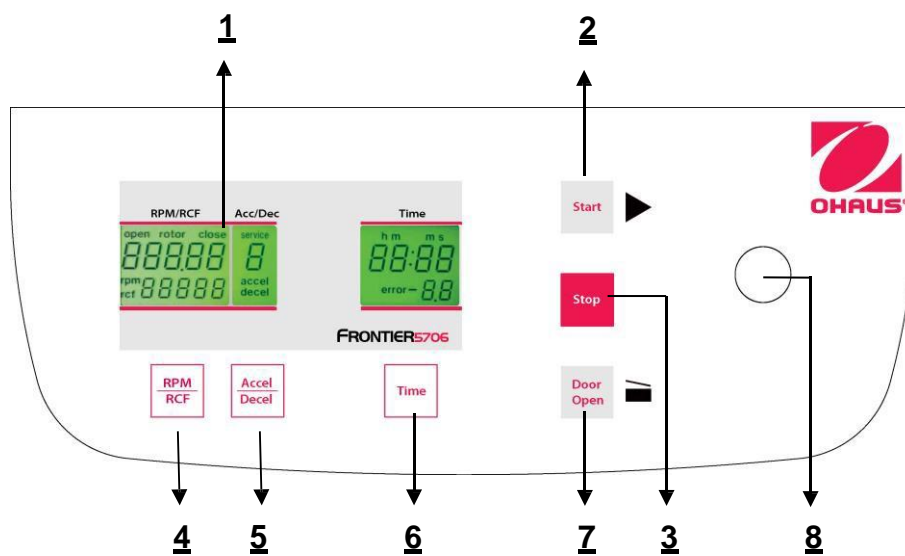 1 2
OHAUS®
RPM/RCF Acc/Dec Time
Start
open rotor close service h m m s
888.88 8 88:88
rpm rcf 88888 accel decel error – 8.8
Stop
FRONTIER5706
RPM
RCF
Accel
Decel
Time
Door
Open
4 5 6 7 3 8